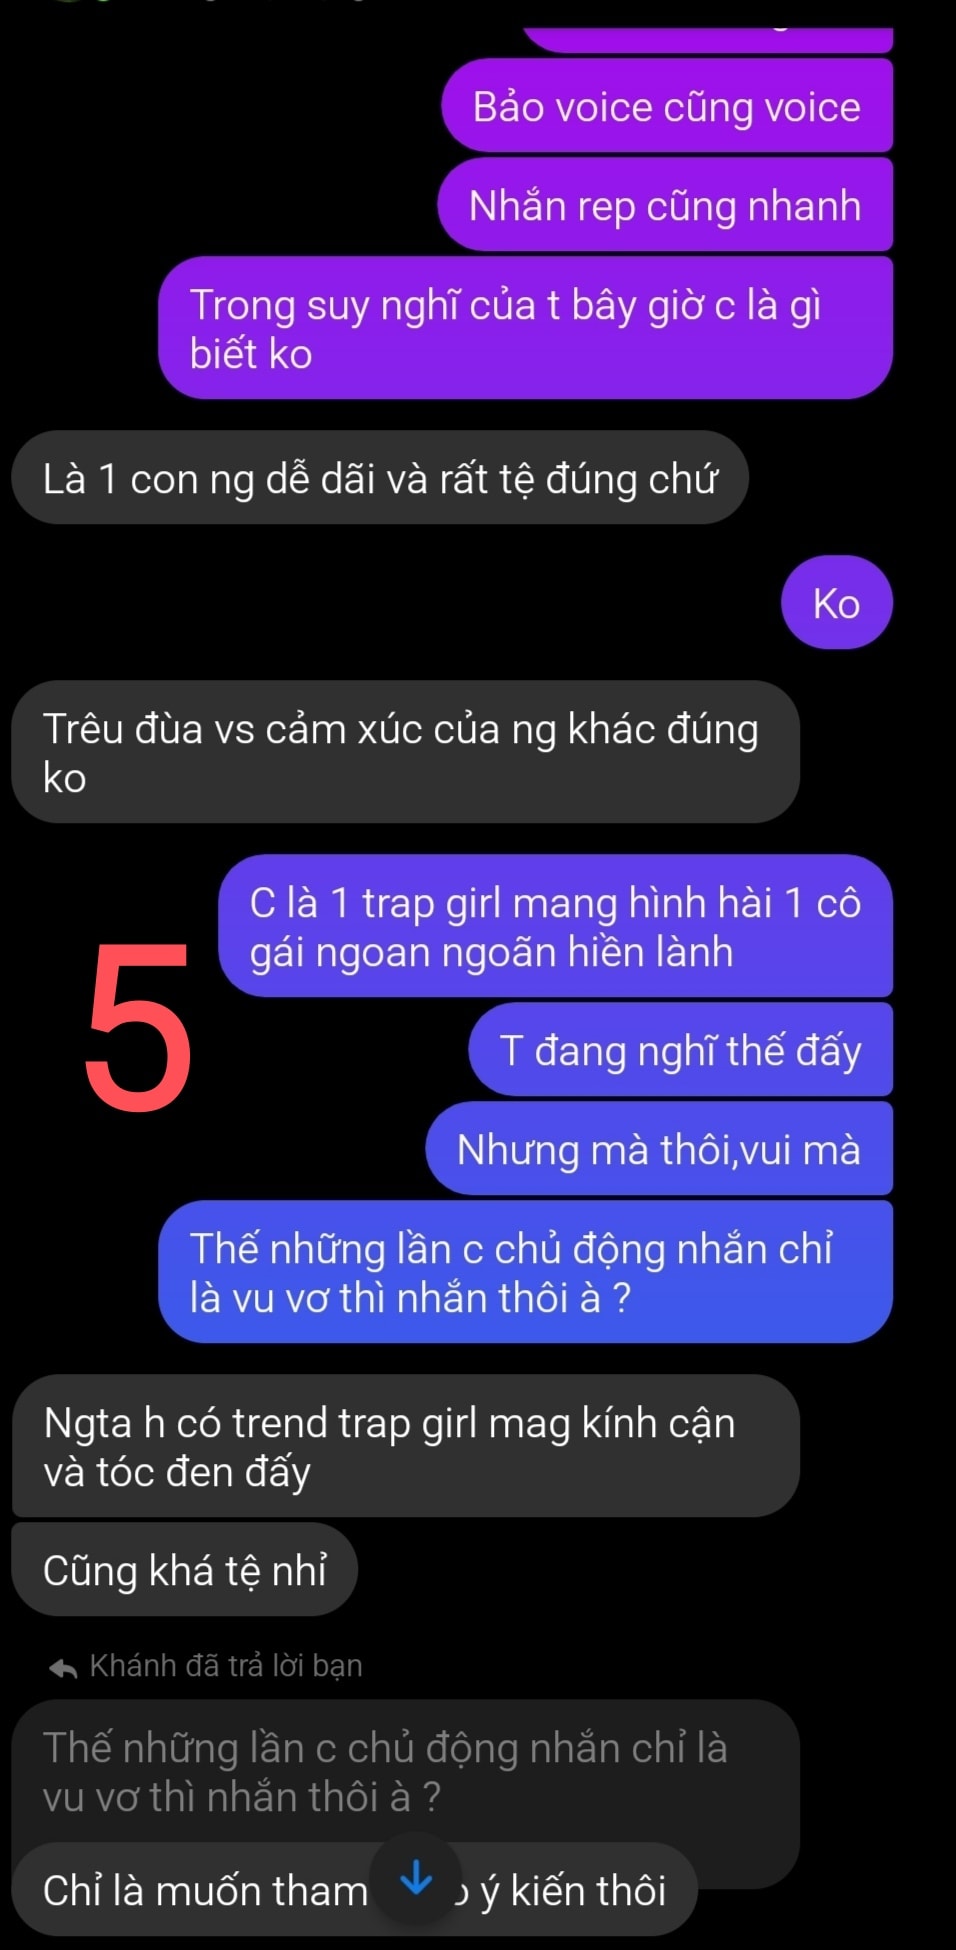 Bảo voice cũng voice
Nhắn rep cũng nhanh
Trong suy nghĩ của t bây giờ c là gì
biết ko
Là 1 con ng dễ dãi và rất tệ đúng chứ
Ko
Trêu đùa vs cảm xúc của ng khác đúng
ko
C là 1 trap girl mang hình hài 1 cô
gái ngoan ngoãn hiền lành
5
T đang nghĩ thế đấy
Nhưng mà thôi,vui mà
Thế những lần c chủ động nhắn chỉ
là vu vơ thì nhắn thôi à ?
Ngta h có trend trap girl mag kính cận
và tóc đen đấy
Cũng khá tệ nhỉ
Khánh đã trả lời bạn
Thế những lần c chủ động nhắn chỉ là
vu vơ thì nhắn thôi à ?
Chỉ là muốn tham ý kiến thôi